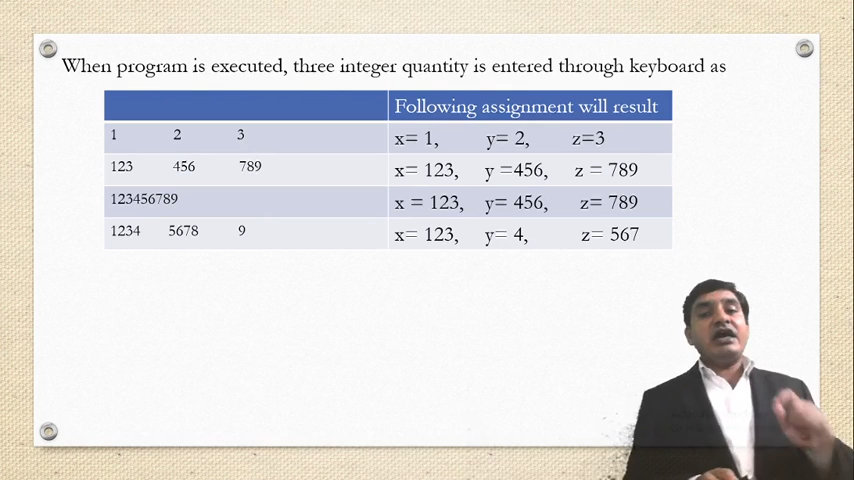 When program is executed, three integer quantity is entered through keyboard as
Following assignment will result
1 2 3 x= 1, y= 2, z=3
123 456 789 x= 123, y =456, z = 789
123456789 x = 123, y= 456, z= 789
1234 5678 9 x= 123, y= 4, z= 567